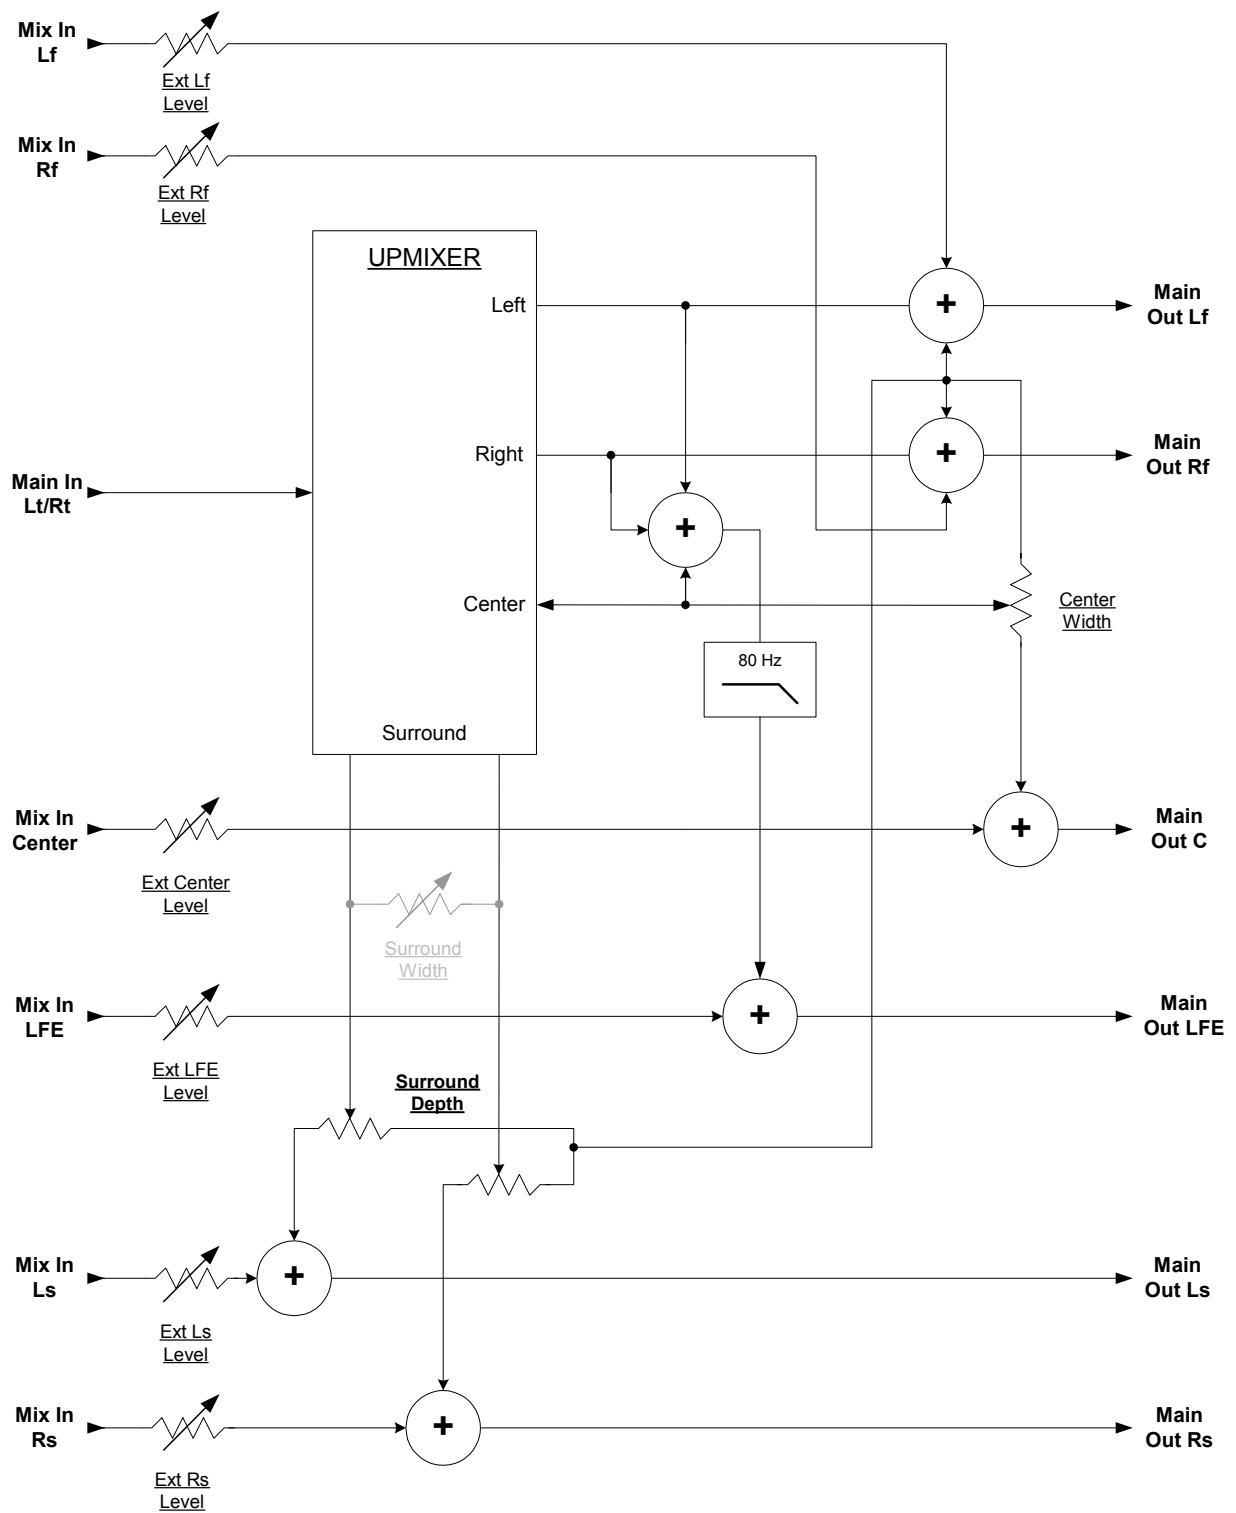 Mix In
Lf
Ext Lf
Level
Mix In
Rf
Ext Rf
Level
UPMIXER
Left
+
Main
Out Lf
Right
+
Main
Out Rf
Main In
Lt/Rt
+
Center
Center
Width
80 Hz
Surround
Mix In
Center
Ext Center
Level
+
Main
Out C
Surround
Width
Mix In
LFE
Ext LFE
Level
+
Main
Out LFE
Surround
Depth
Mix In
Ls
Ext Ls
Level
+
Main
Out Ls
Mix In
Rs
Ext Rs
Level
+
Main
Out Rs